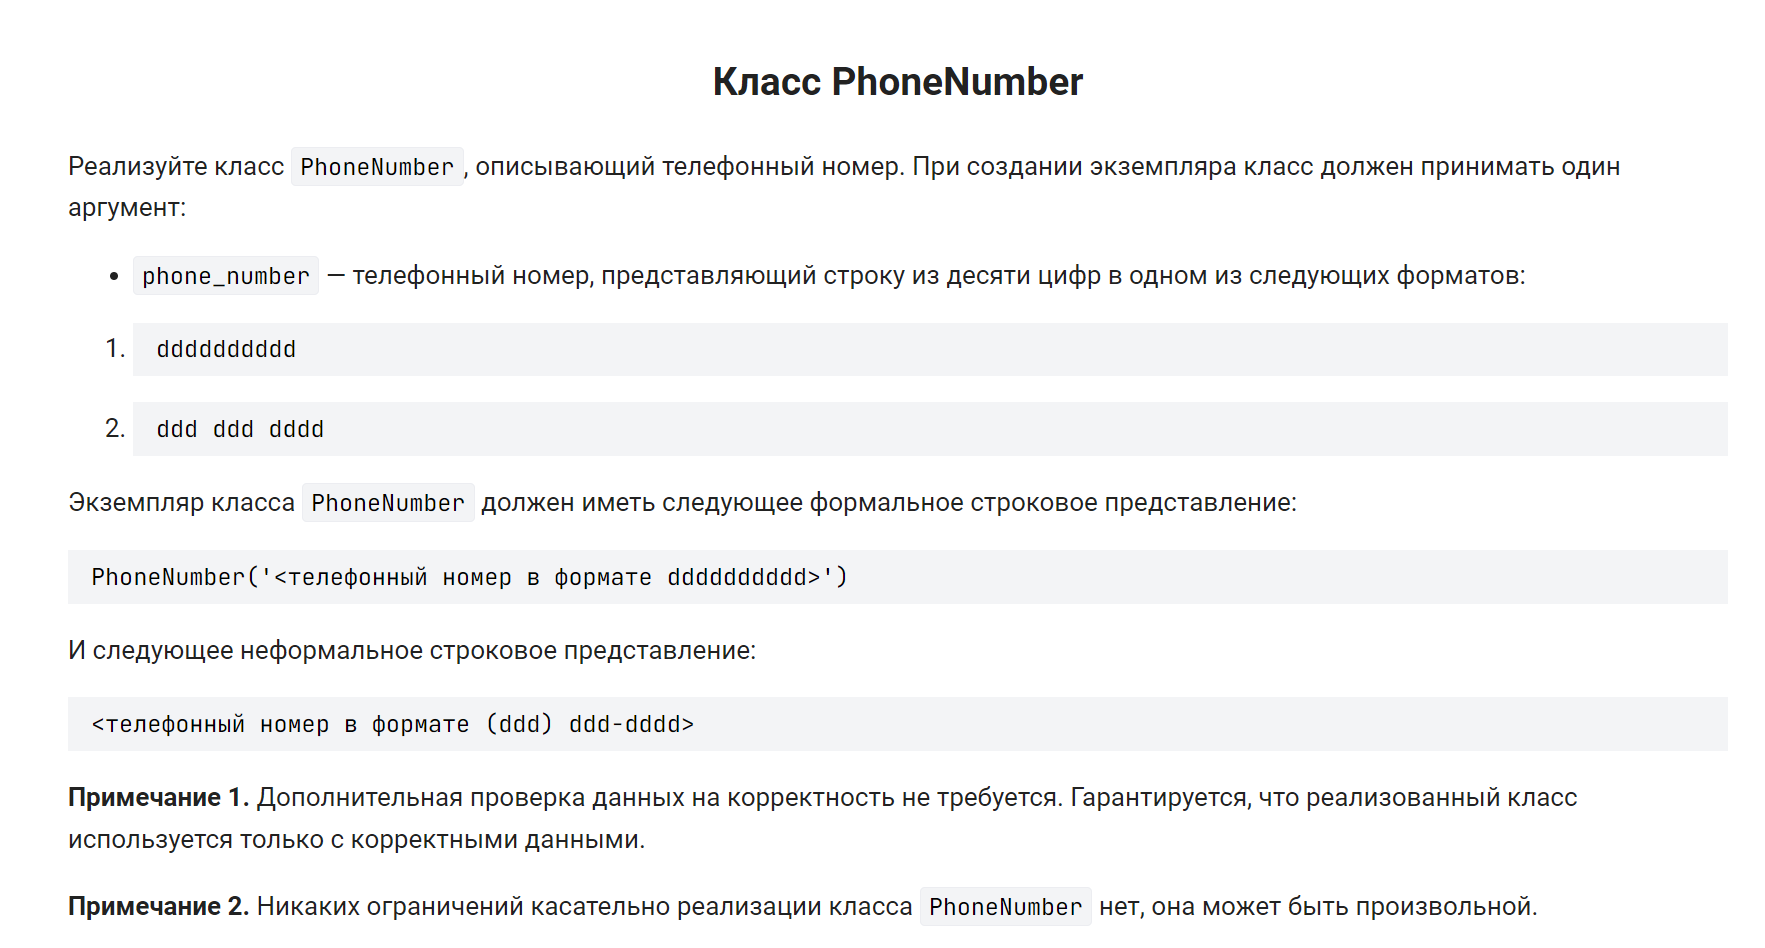 Класс PhoneNumber
Реализуйте класс PhoneNumber, описывающий телефонный номер. При создании экземпляра класс должен принимать один
аргумент:
• phone_number — телефонный номер, представляющий строку из десяти цифр в одном из следующих форматов:
1. dddddddddd
2. ddd ddd dddd
Экземпляр класса PhoneNumber должен иметь следующее формальное строковое представление:
PhoneNumber('<телефонный номер в формате dddddddddd>')
И следующее неформальное строковое представление:
<телефонный номер в формате (ddd) ddd-dddd>
Примечание 1. Дополнительная проверка данных на корректность не требуется. Гарантируется, что реализованный класс
используется только с корректными данными.
Примечание 2. Никаких ограничений касательно реализации класса PhoneNumber нет, она может быть произвольной.